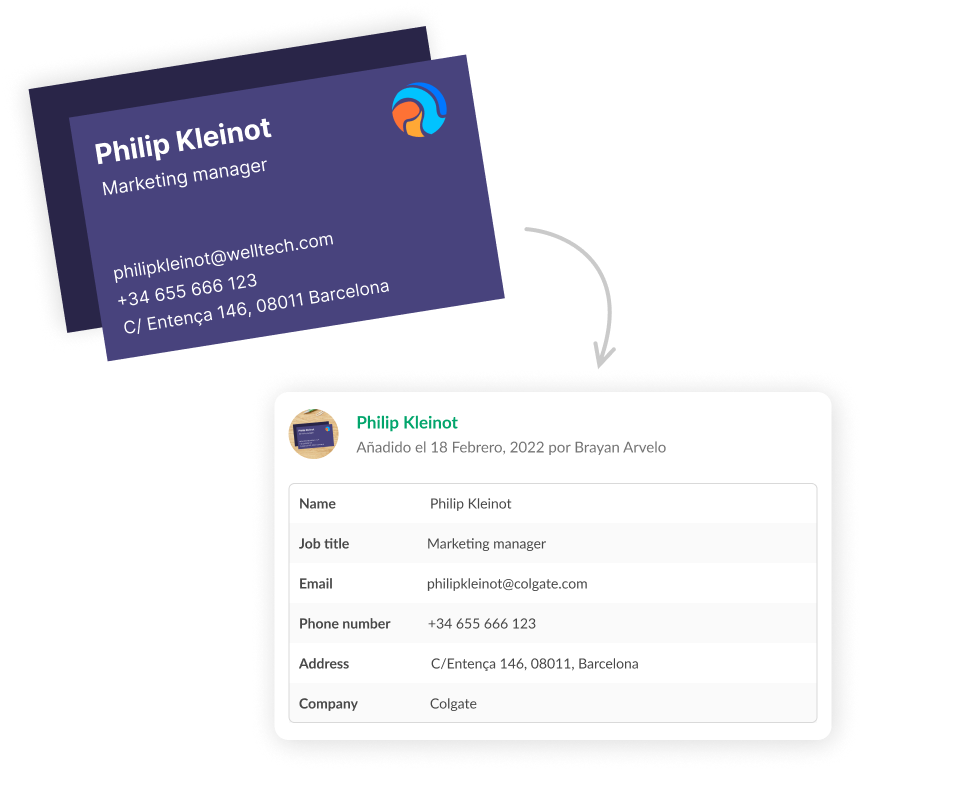 Philip Kleinot
Marketing manager
philipkleinot@welltech.com
+34 655 666 123
C/ Entença 146, 08011 Barcelona
Philip Kleinot
Añadido el 18 Febrero, 2022 por Brayan Arvelo
Name Philip Kleinot
Job title Marketing manager
Email philipkleinot@colgate.com
Phone number +34 655 666 123
Address C/Entença 146, 08011, Barcelona
Company Colgate